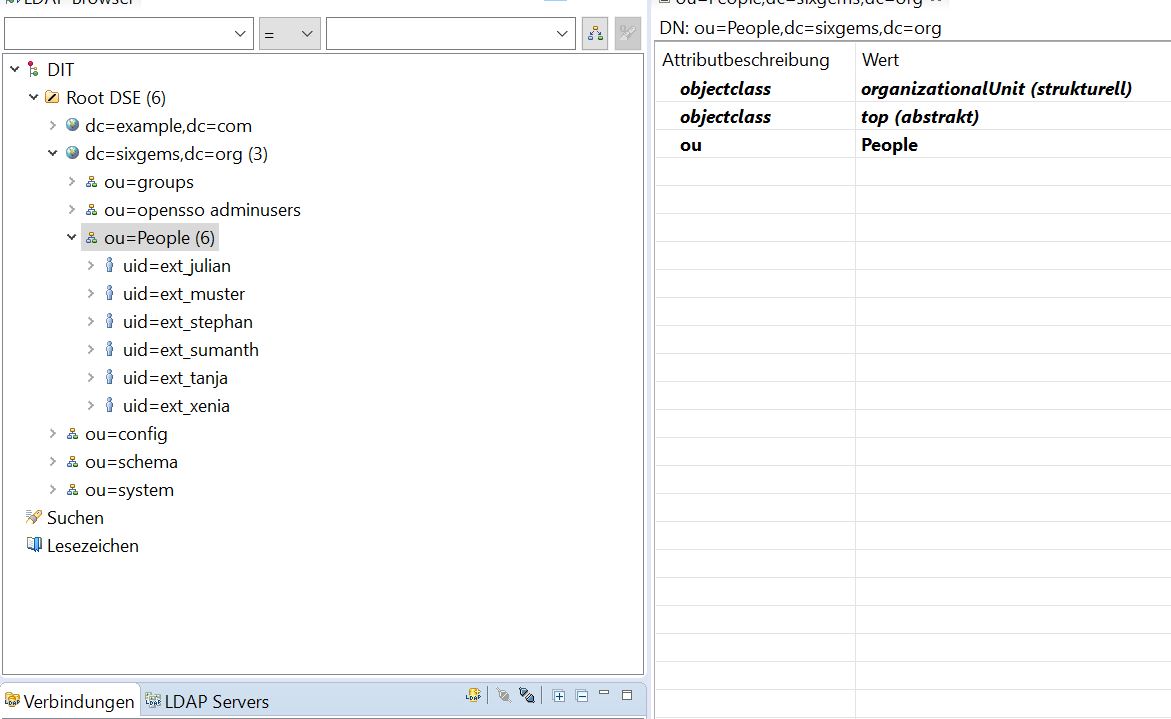 LDAP Browser
=
DIT
Root DSE (6)
dc=example,dc=com
dc=sixgems,dc=org (3)
ou=groups
ou=opensso adminusers
ou=People (6)
uid=ext_julian
uid=ext_muster
uid=ext_stephan
uid=ext_sumanth
uid=ext_tanja
uid=ext_xenia
ou=config
ou=schema
ou=system
Suchen
Lesezeichen
Verbindungen
LDAP Servers
LDAP
ou=People,dc=sixgems,dc=org
DN: ou=People,dc=sixgems,dc=org
Attributbeschreibung Wert
objectclass organizationalUnit (strukturell)
objectclass top (abstrakt)
ou People